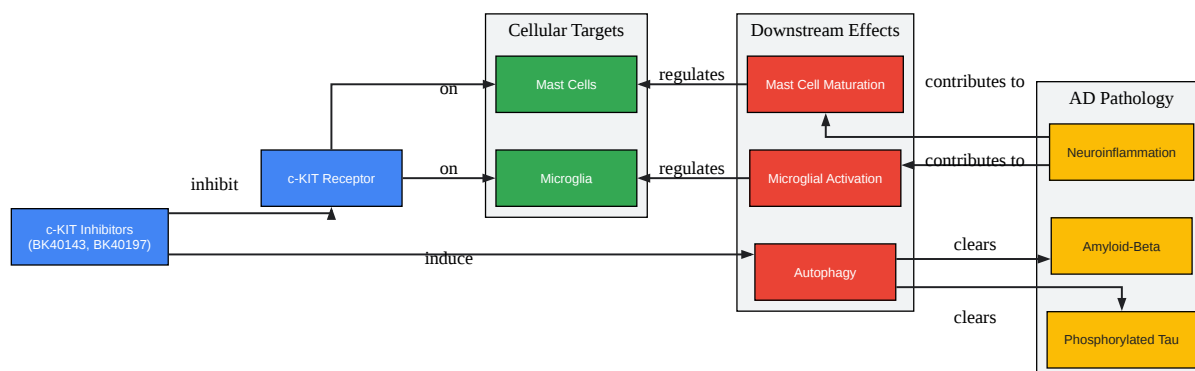 Cellular Targets
Downstream Effects
Mast Cells
regulates
Mast Cell Maturation
contributes to
on
AD Pathology
Neuroinflammation
contributes to
c-KIT Receptor
on
Microglia
regulates
Microglial Activation
inhibit
c-KIT Inhibitors
(BK40143, BK40197)
induce
Autophagy
clears
Amyloid-Beta
clears
Phosphorylated Tau